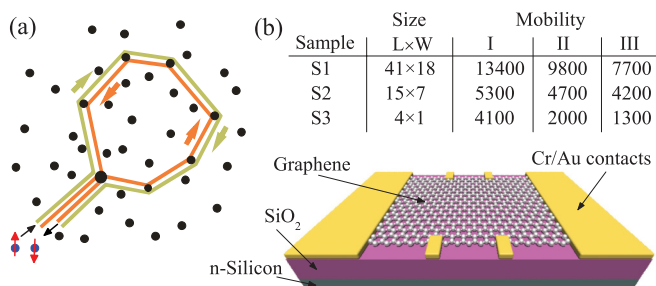 (a)
(b)
Size Mobility
Sample L×W I II III
S1 41×18 13400 9800 7700
S2 15×7 5300 4700 4200
S3 4×1 4100 2000 1300
Graphene
Cr/Au contacts
SiO2
n-Silicon